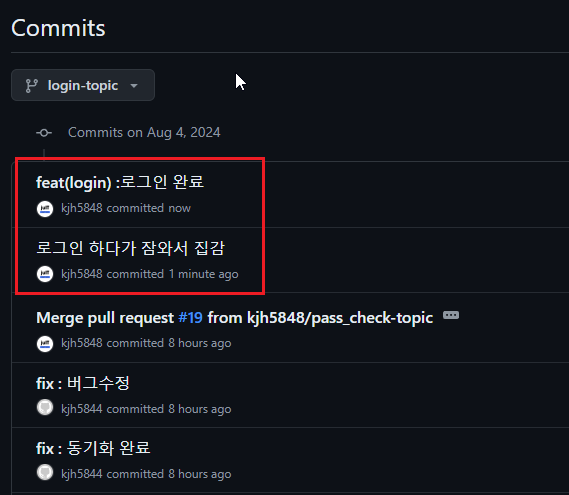 Commits
login-topic
Commits on Aug 4, 2024
feat(login) :로그인 완료
kjh5848 committed now
로그인 하다가 잠와서 집감
kjh5848 committed 1 minute ago
Merge pull request #19 from kjh5848/pass_check-topic
kjh5848 committed 8 hours ago
fix : 버그수정
kjh5844 committed 8 hours ago
fix : 동기화 완료
kjh5844 committed 8 hours ago